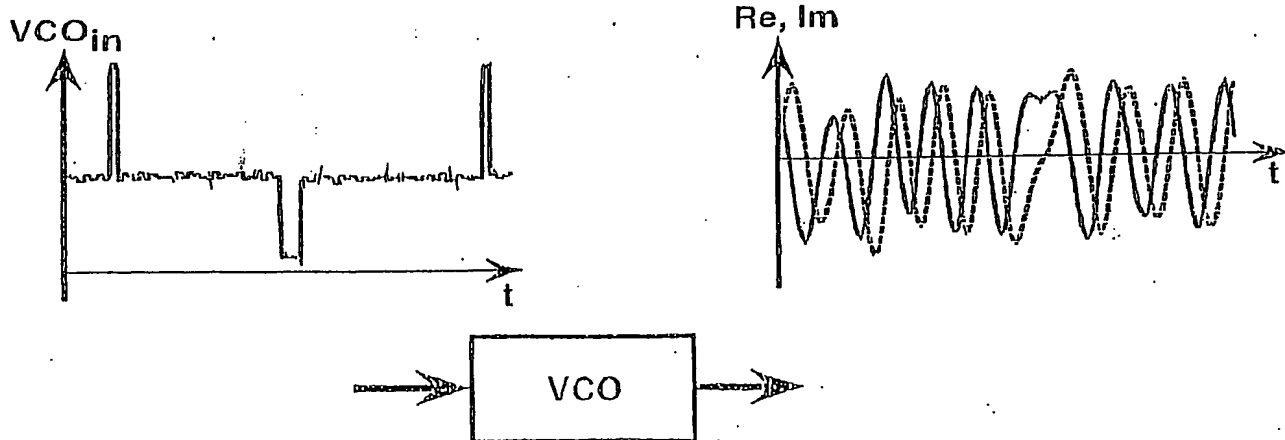 VCOin
t
Re, Im
t
VCO